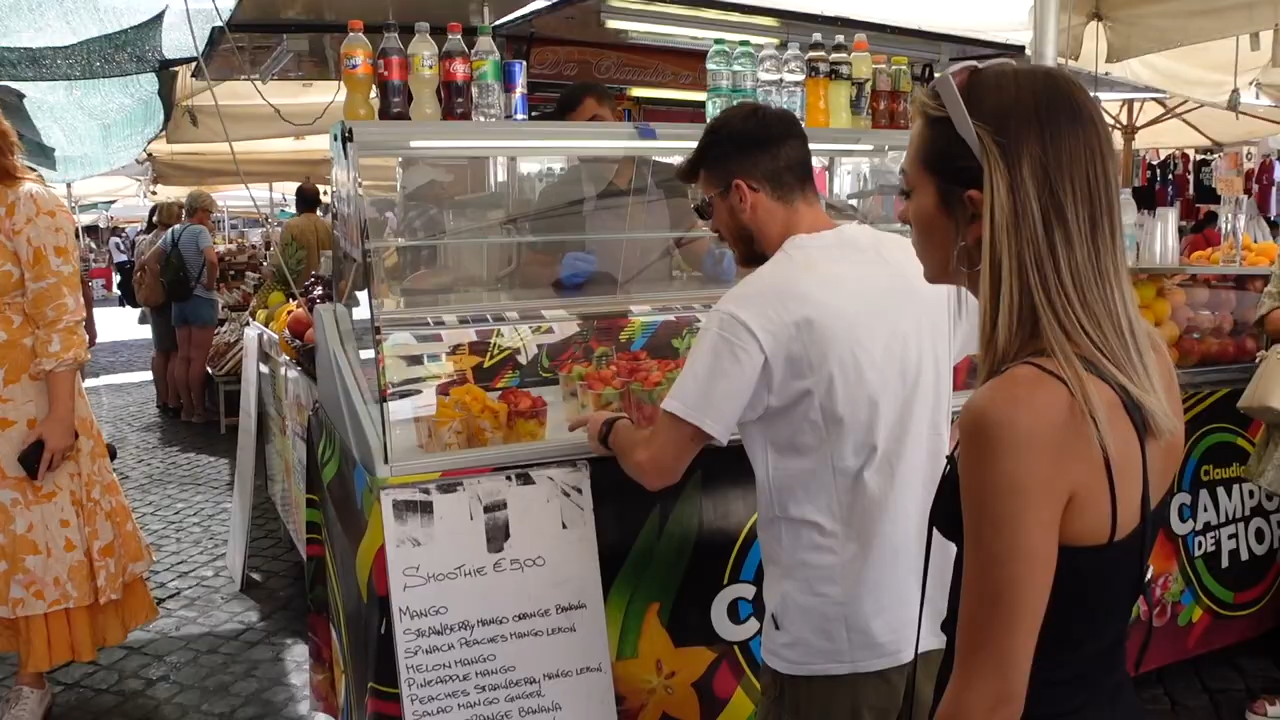 Da Claudio a
FANTA
Coca-Cola
Smoothie € 5,00
Mango
Strawberry Mango Orange Banana
Spinach Peaches Mango Lemon
Melon Mango
Pineapple Mango
Peaches Strawberry, Mango Lemon,
Salad Mango Ginger
Orange Banana
C
Claudio
CAMPO
DE'FIOR